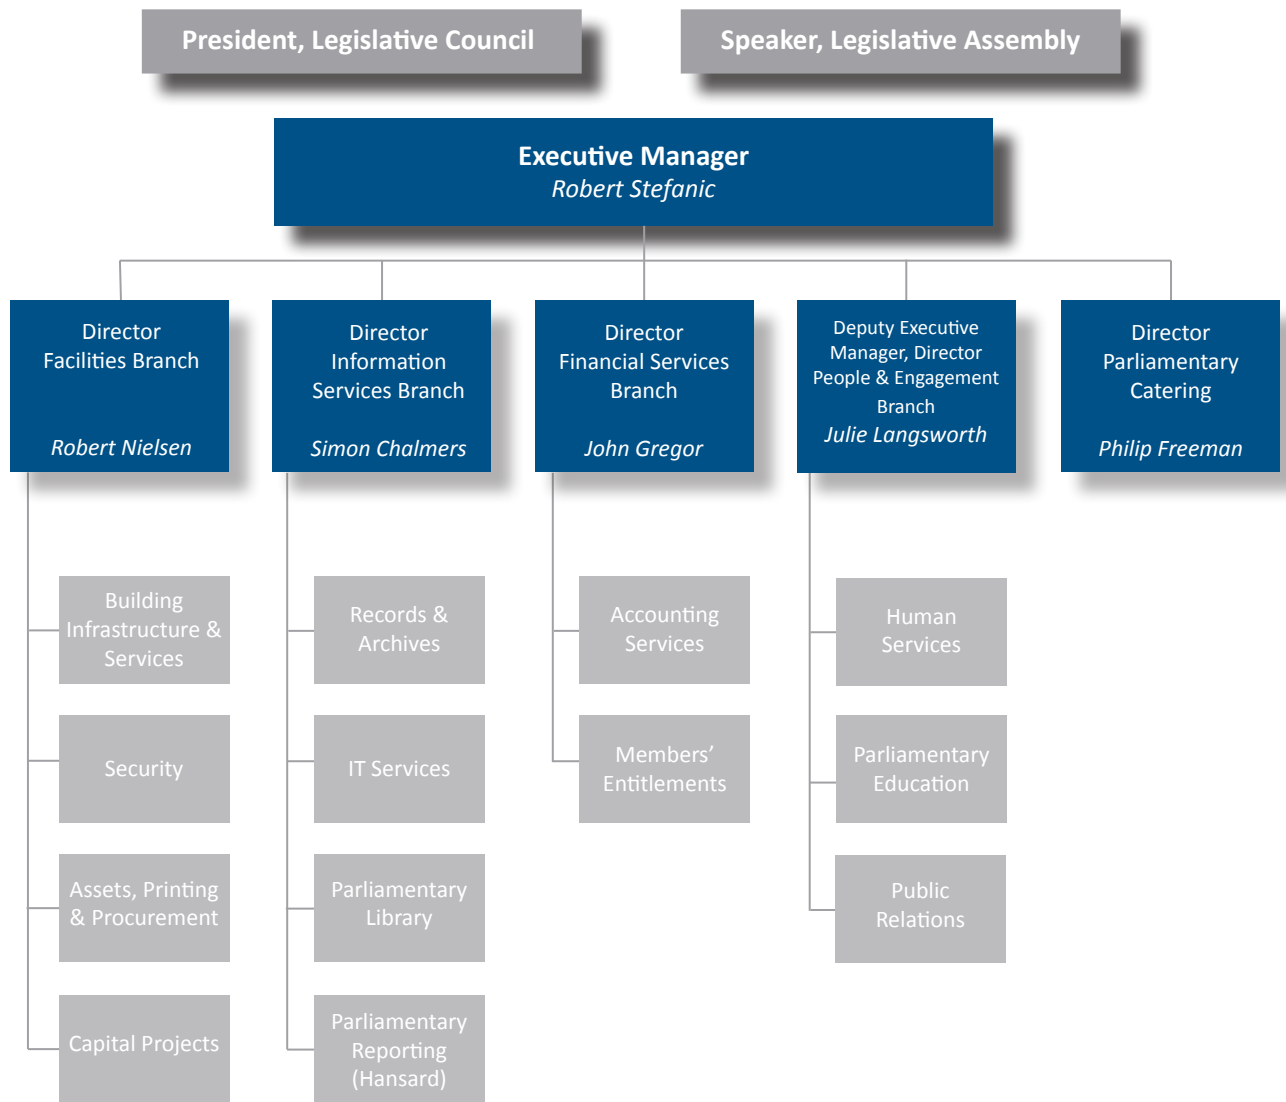 President, Legislative Council
Speaker, Legislative Assembly
Executive Manager
Robert Stefanic
Director
Facilities Branch
Robert Nielsen
Director
Information
Services Branch
Simon Chalmers
Director
Financial Services
Branch
John Gregor
Deputy Executive
Manager, Director
People & Engagement
Branch
Julie Langsworth
Director
Parliamentary
Catering
Philip Freeman
Building
Infrastructure &
Services
Security
Assets, Printing
& Procurement
Capital Projects
Records &
Archives
IT Services
Parliamentary
Library
Parliamentary
Reporting
(Hansard)
Accounting
Services
Members’
Entitlements
Human
Services
Parliamentary
Education
Public
Relations